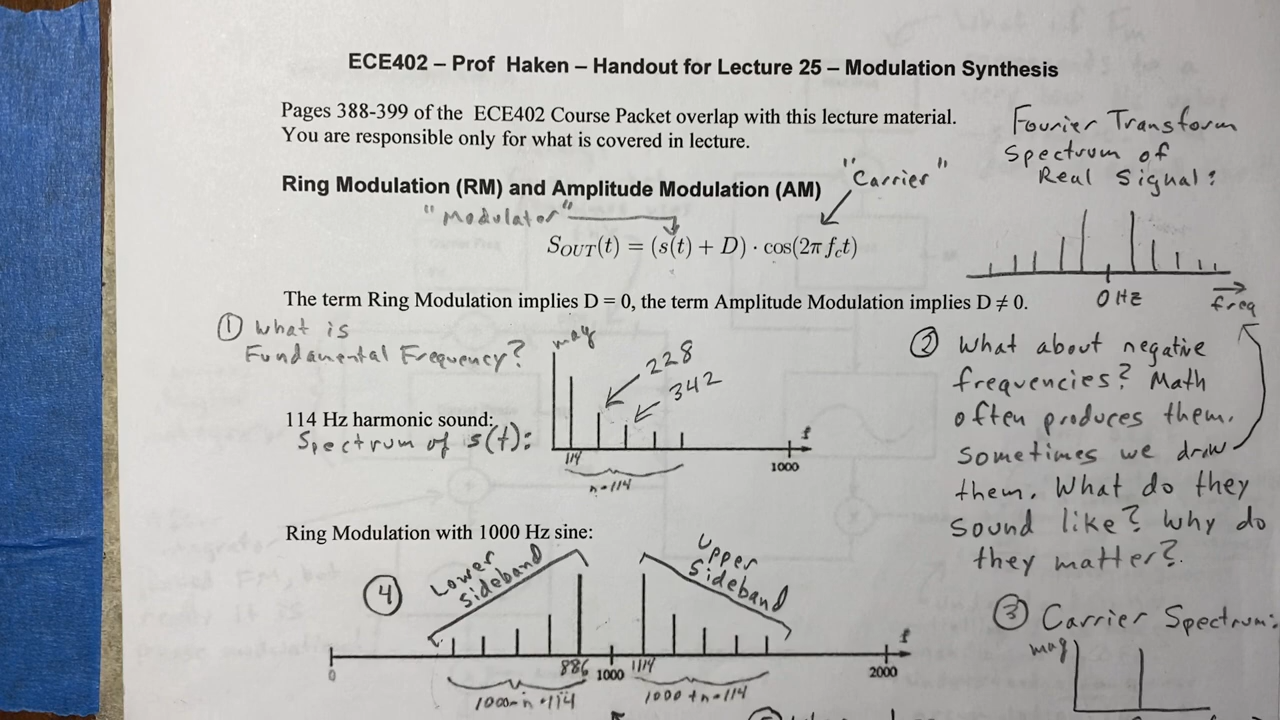 ECE402 – Prof Haken – Handout for Lecture 25 – Modulation Synthesis
Pages 388-399 of the ECE402 Course Packet overlap with this lecture material.
You are responsible only for what is covered in lecture.
Fourier Transform
Spectrum of
Real Signal:
Ring Modulation (RM) and Amplitude Modulation (AM)
"Carrier"
"Modulator"
S_OUT(t) = (s(t) + D) · cos(2π f_c t)
0 Hz
freq
The term Ring Modulation implies D = 0, the term Amplitude Modulation implies D ≠ 0.
① What is
Fundamental Frequency?
mag
228
342
114 Hz harmonic sound:
Spectrum of s(t):
f
114
1000
n·114
② What about negative
frequencies? Math
often produces them.
Sometimes we draw
them. What do they
sound like? Why do
they matter?
Ring Modulation with 1000 Hz sine:
④
Lower
sideband
Upper
Sideband
f
0
886
1000
1114
2000
1000-n·114
1000+n·114
③ Carrier Spectrum:
mag